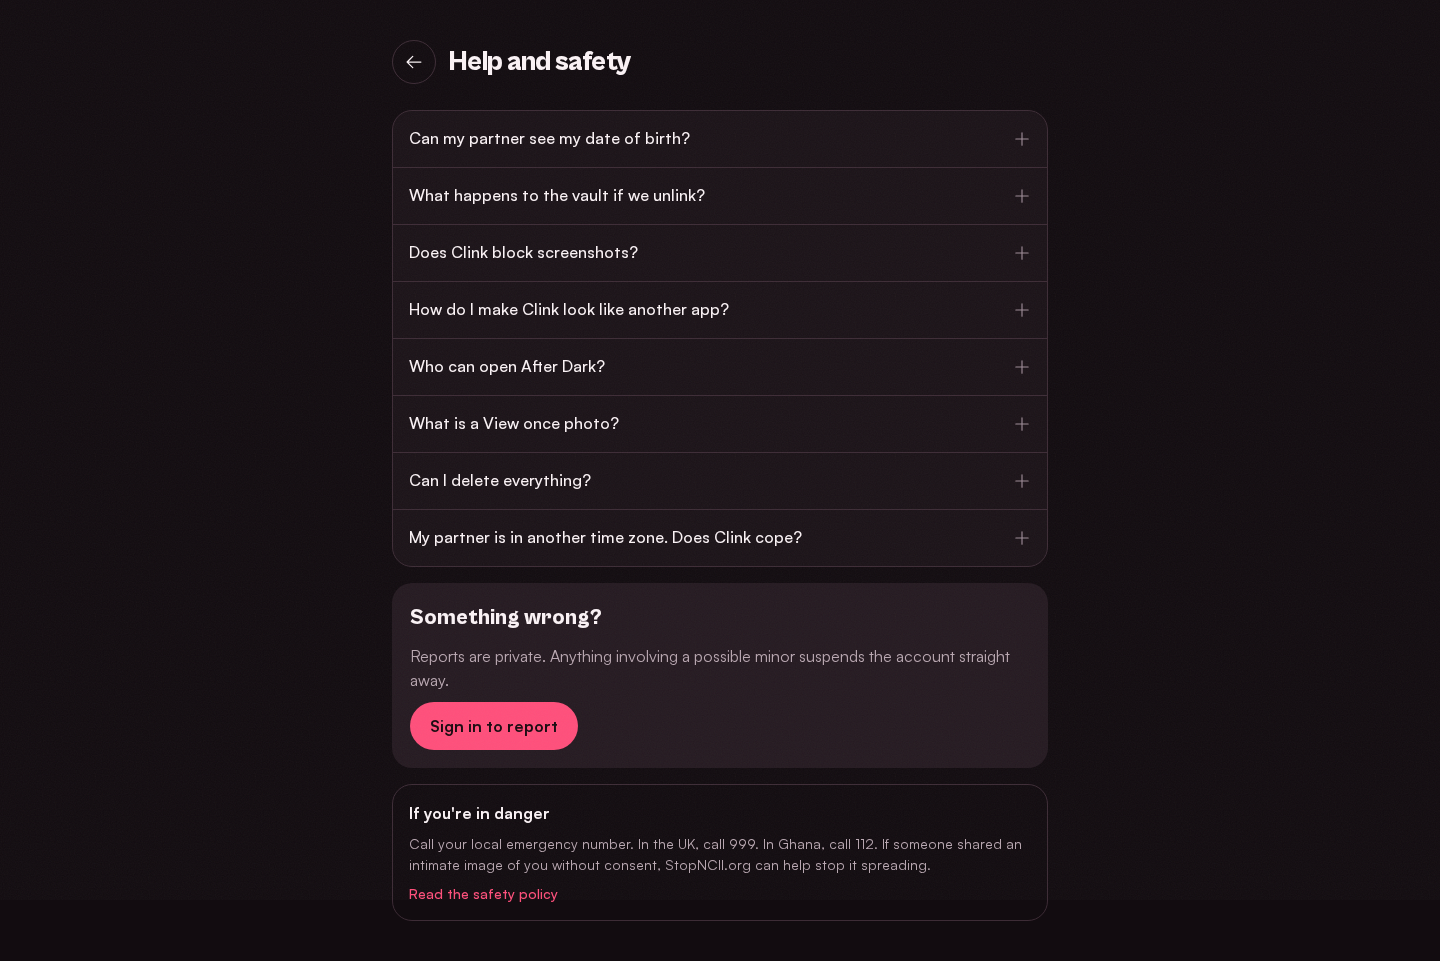 Help and safety
Can my partner see my date of birth?
What happens to the vault if we unlink?
Does Clink block screenshots?
How do I make Clink look like another app?
Who can open After Dark?
What is a View once photo?
Can I delete everything?
My partner is in another time zone. Does Clink cope?
Something wrong?
Reports are private. Anything involving a possible minor suspends the account straight
away.
Sign in to report
If you're in danger
Call your local emergency number. In the UK, call 999. In Ghana, call 112. If someone shared an
intimate image of you without consent, StopNCII.org can help stop it spreading.
Read the safety policy